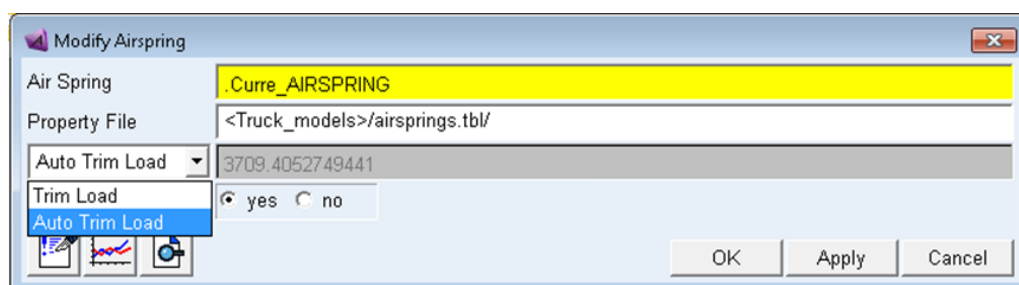 Modify Airspring
Air Spring .Curre_AIRSPRING
Property File <Truck_models>/airsprings.tbl/
Auto Trim Load 3709.4052749441
Trim Load yes no
Auto Trim Load
OK Apply Cancel